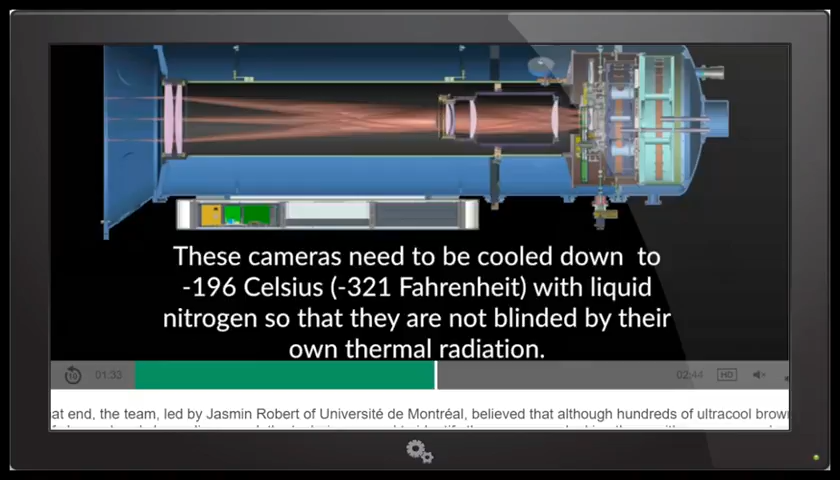 These cameras need to be cooled down to
-196 Celsius (-321 Fahrenheit) with liquid
nitrogen so that they are not blinded by their
own thermal radiation.
10 01:33 02:44 HD
at end, the team, led by Jasmin Robert of Université de Montréal, believed that although hundreds of ultracool brown